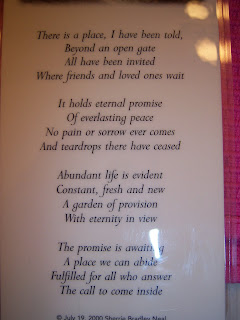 There is a place, I have been told,
Beyond an open gate
All have been invited
Where friends and loved ones wait
It holds eternal promise
Of everlasting peace
No pain or sorrow ever comes
And teardrops there have ceased
Abundant life is evident
Constant, fresh and new
A garden of provision
With eternity in view
The promise is awaiting
A place we can abide
Fulfilled for all who answer
The call to come inside
© July 19, 2000 Sherrie Bradley Neal